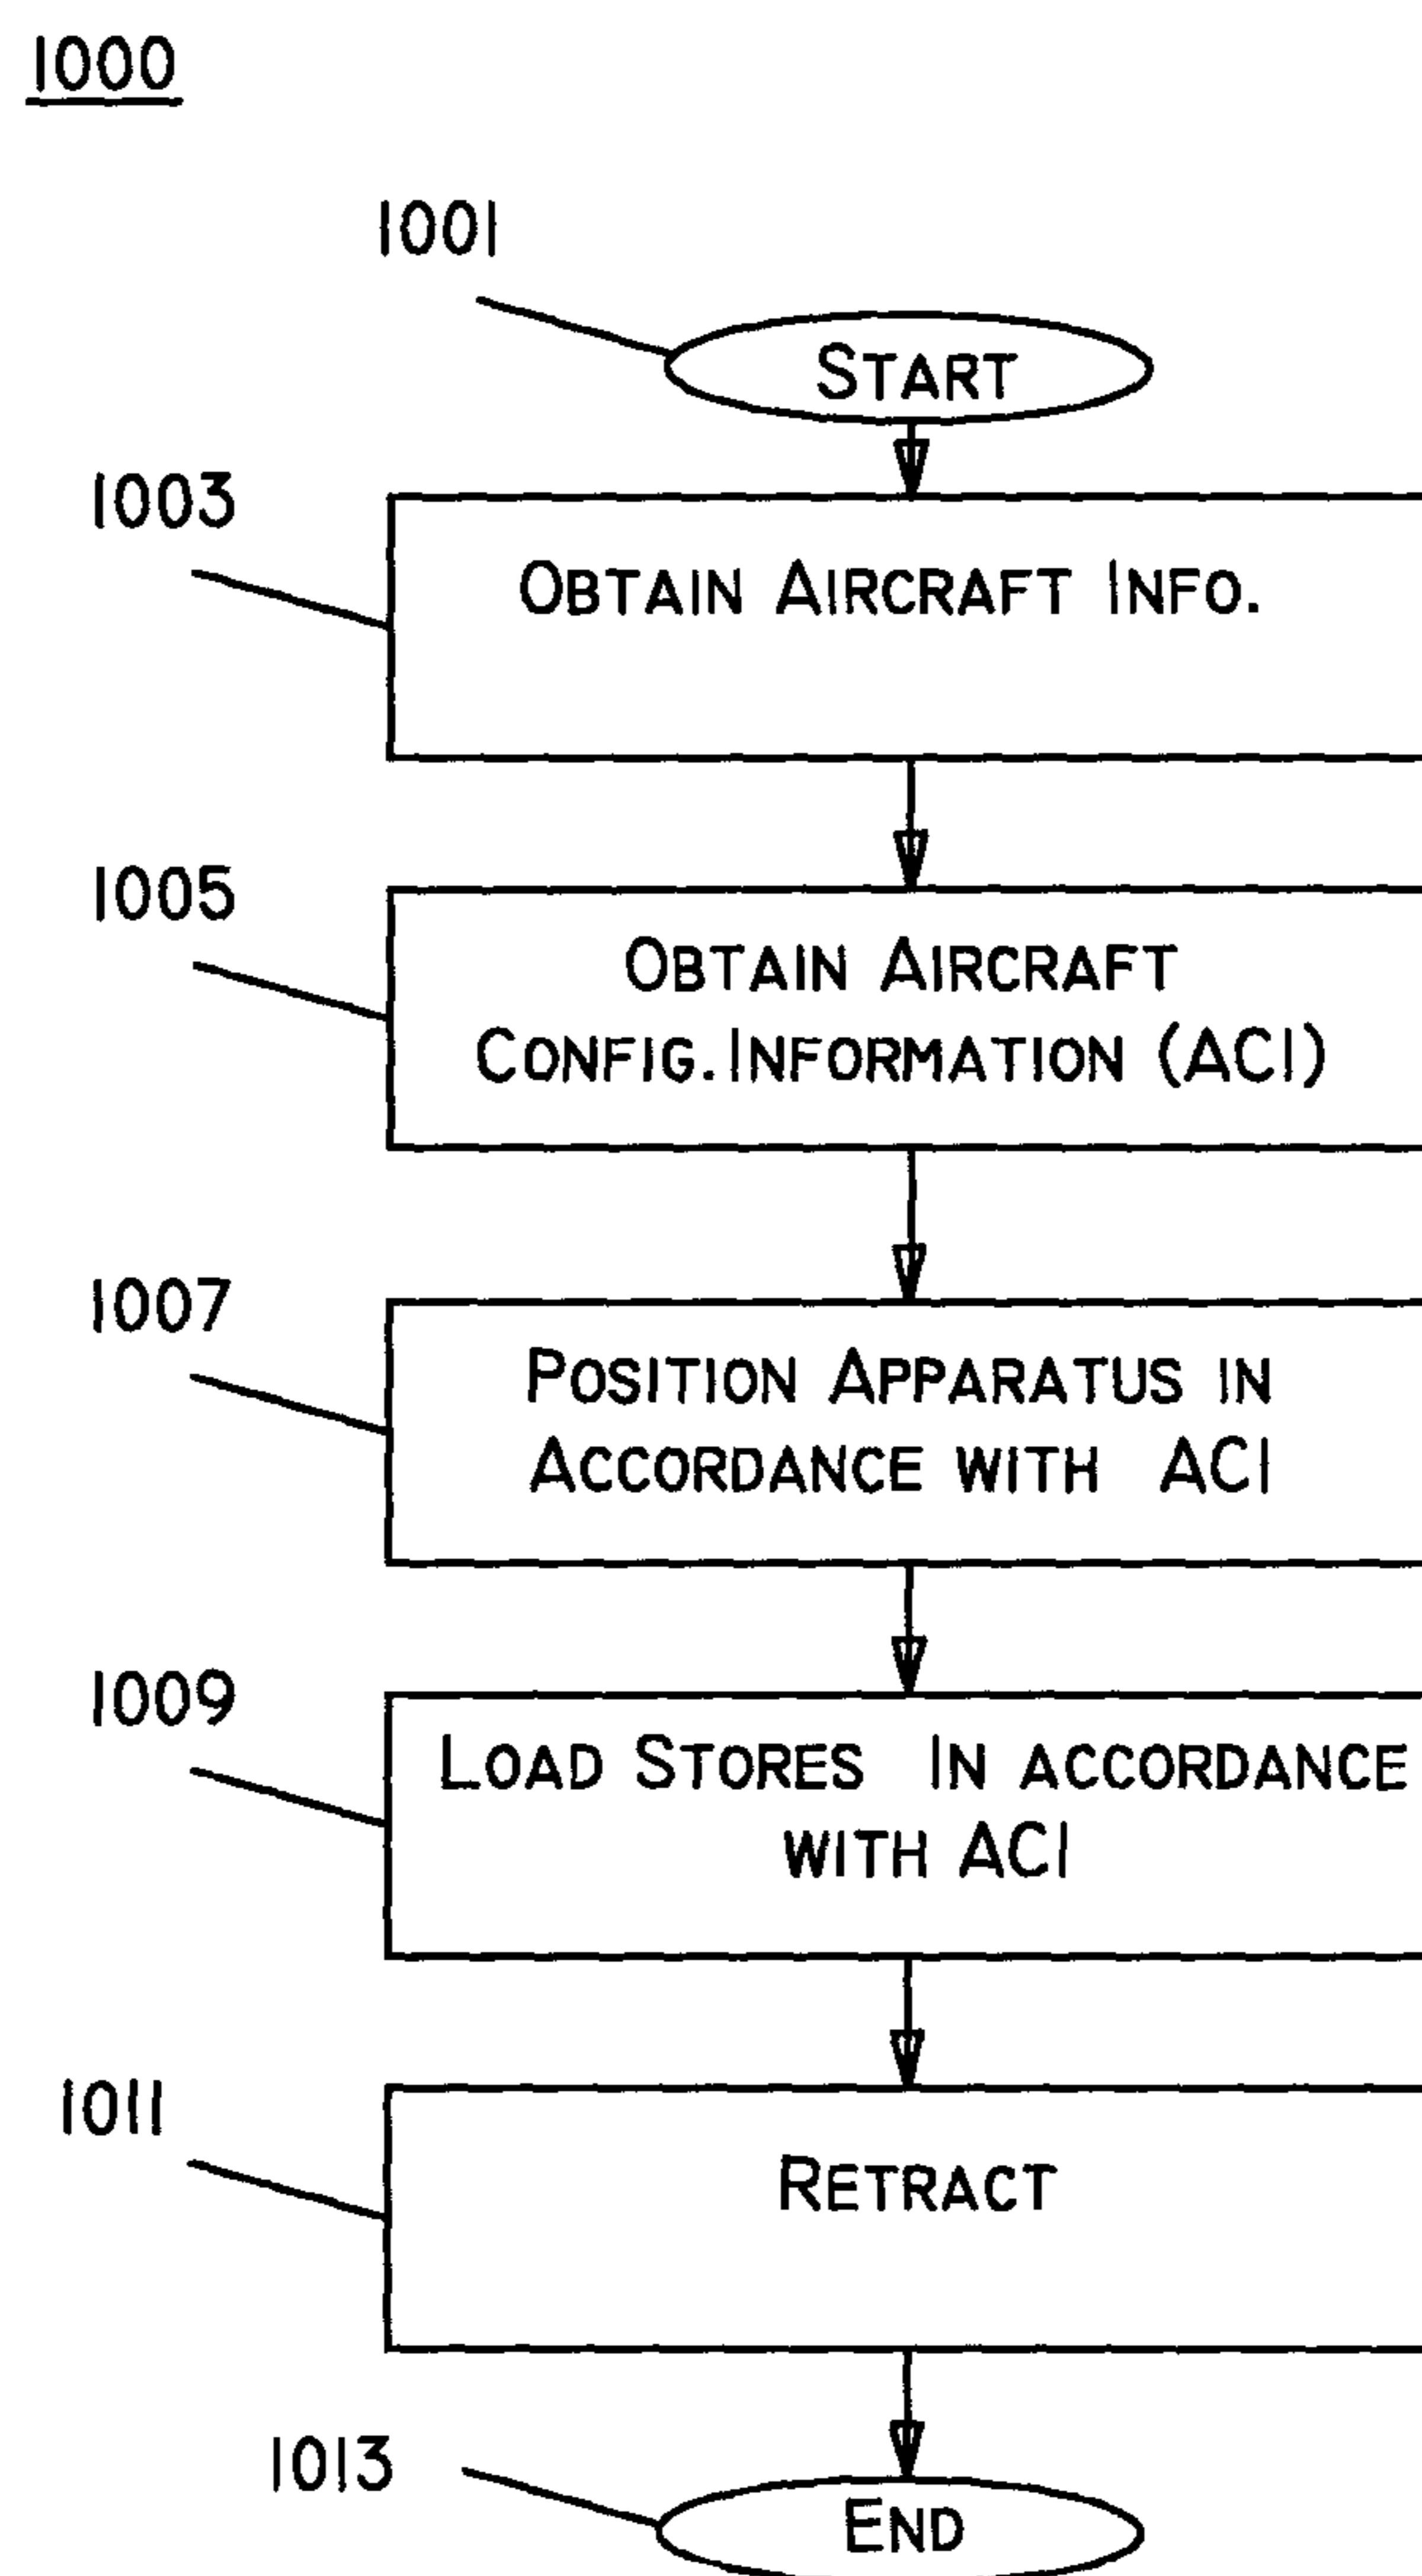 1000
1001
START
1003
OBTAIN AIRCRAFT INFO.
1005
OBTAIN AIRCRAFT
CONFIG. INFORMATION (ACI)
1007
POSITION APPARATUS IN
ACCORDANCE WITH ACI
1009
LOAD STORES IN ACCORDANCE
WITH ACI
1011
RETRACT
1013
END